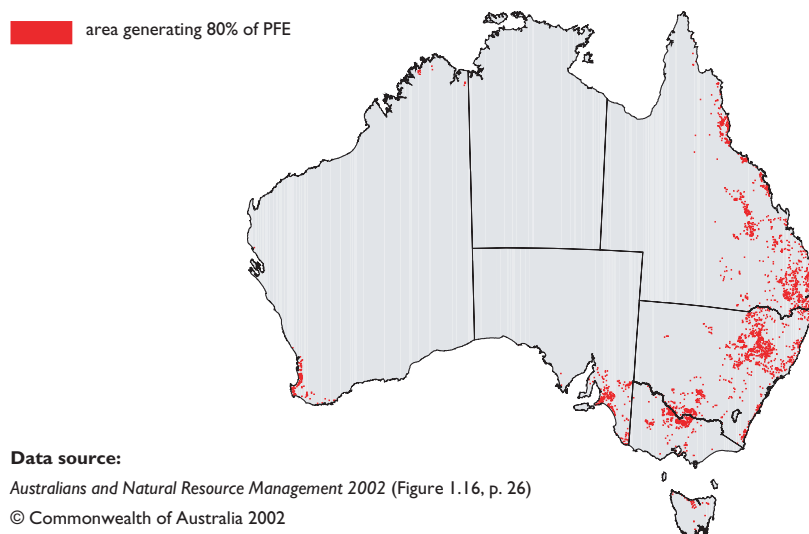 area generating 80% of PFE
Data source:
Australians and Natural Resource Management 2002 (Figure 1.16, p. 26)
© Commonwealth of Australia 2002